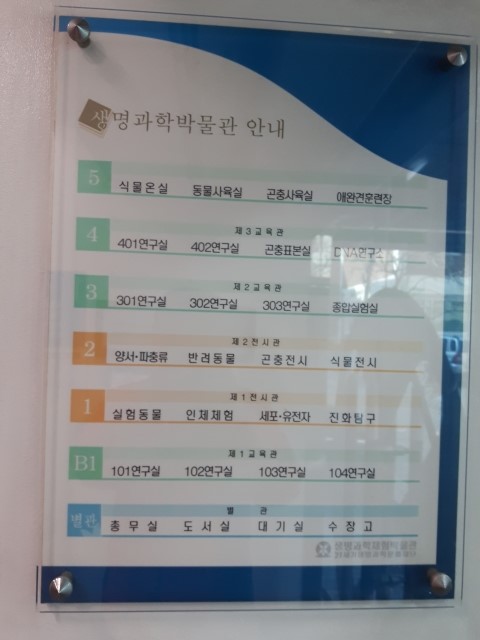 생명과학박물관 안내
5
식물온실 동물사육실 곤충사육실 애완견훈련장
제3교육관
4
401연구실 402연구실 곤충표본실 DNA연구소
제2교육관
3
301연구실 302연구실 303연구실 종합실험실
제2전시관
2
양서·파충류 반려동물 곤충전시 식물전시
제1전시관
1
실험동물 인체체험 세포·유전자 진화탐구
제1교육관
B1
101연구실 102연구실 103연구실 104연구실
별관
별관
총무실 도서실 대기실 수장고